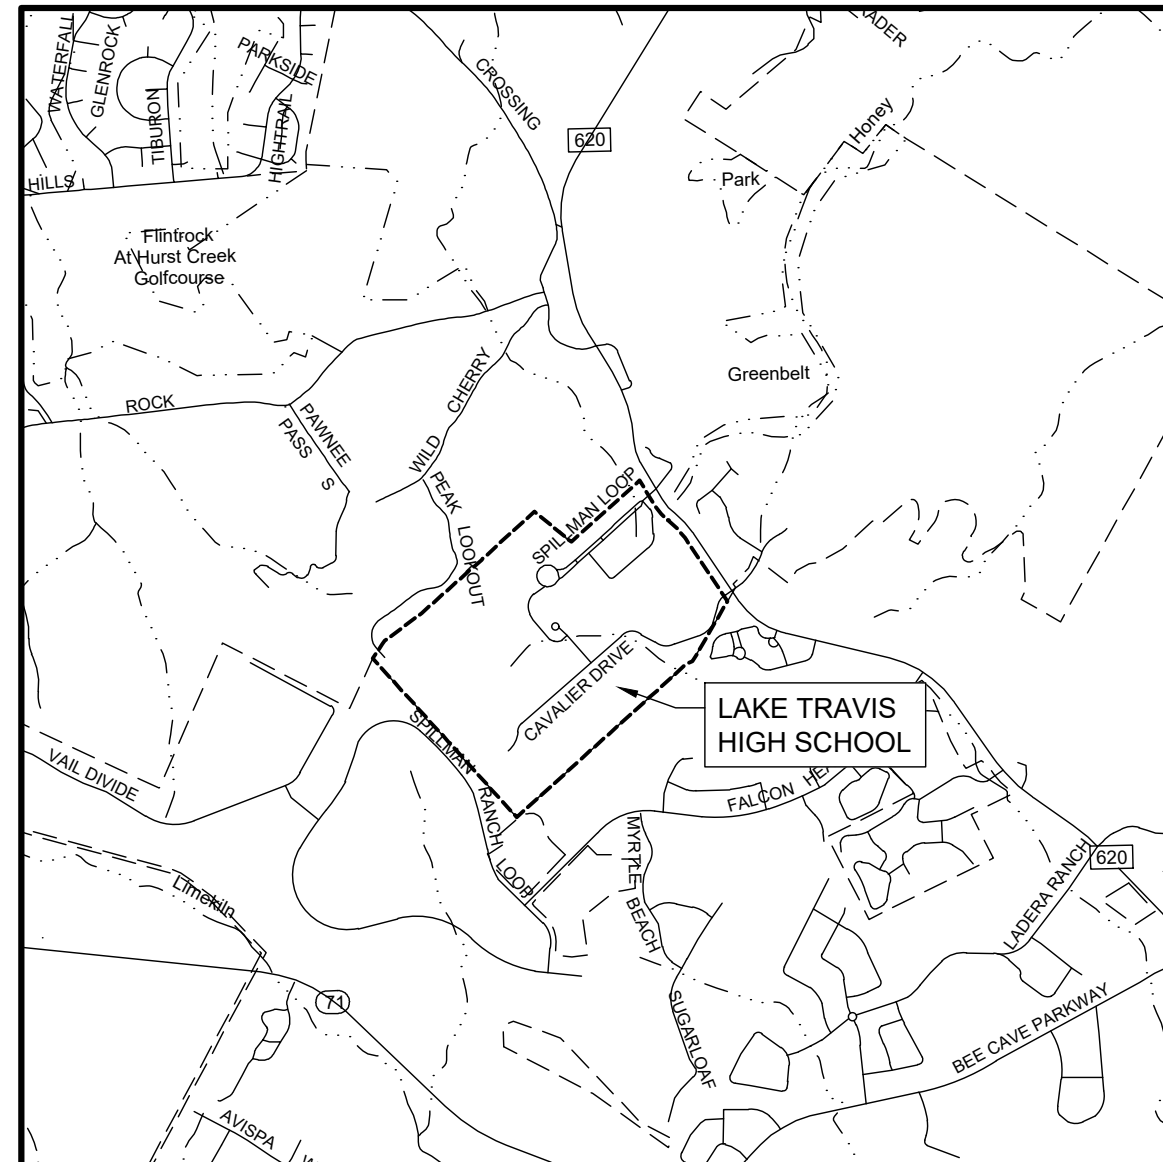 WATERFALL
GLENROCK
TIBURON
PARKSIDE
HIGHTRAIL
HILLS
CROSSING
620
Honey
Park
Flintrock
At Hurst Creek
Golfcourse
Greenbelt
ROCK
PAWNEE
PASS S
WILD CHERRY
PEAK LOOKOUT
SPILLMAN LOOP
CAVALIER DRIVE
LAKE TRAVIS
HIGH SCHOOL
SPILLMAN RANCH LOOP
VAIL DIVIDE
FALCON
MYRTLE BEACH
620
LADERA RANCH
Limekiln
71
SUGARLOAF
BEE CAVE PARKWAY
AVISPA